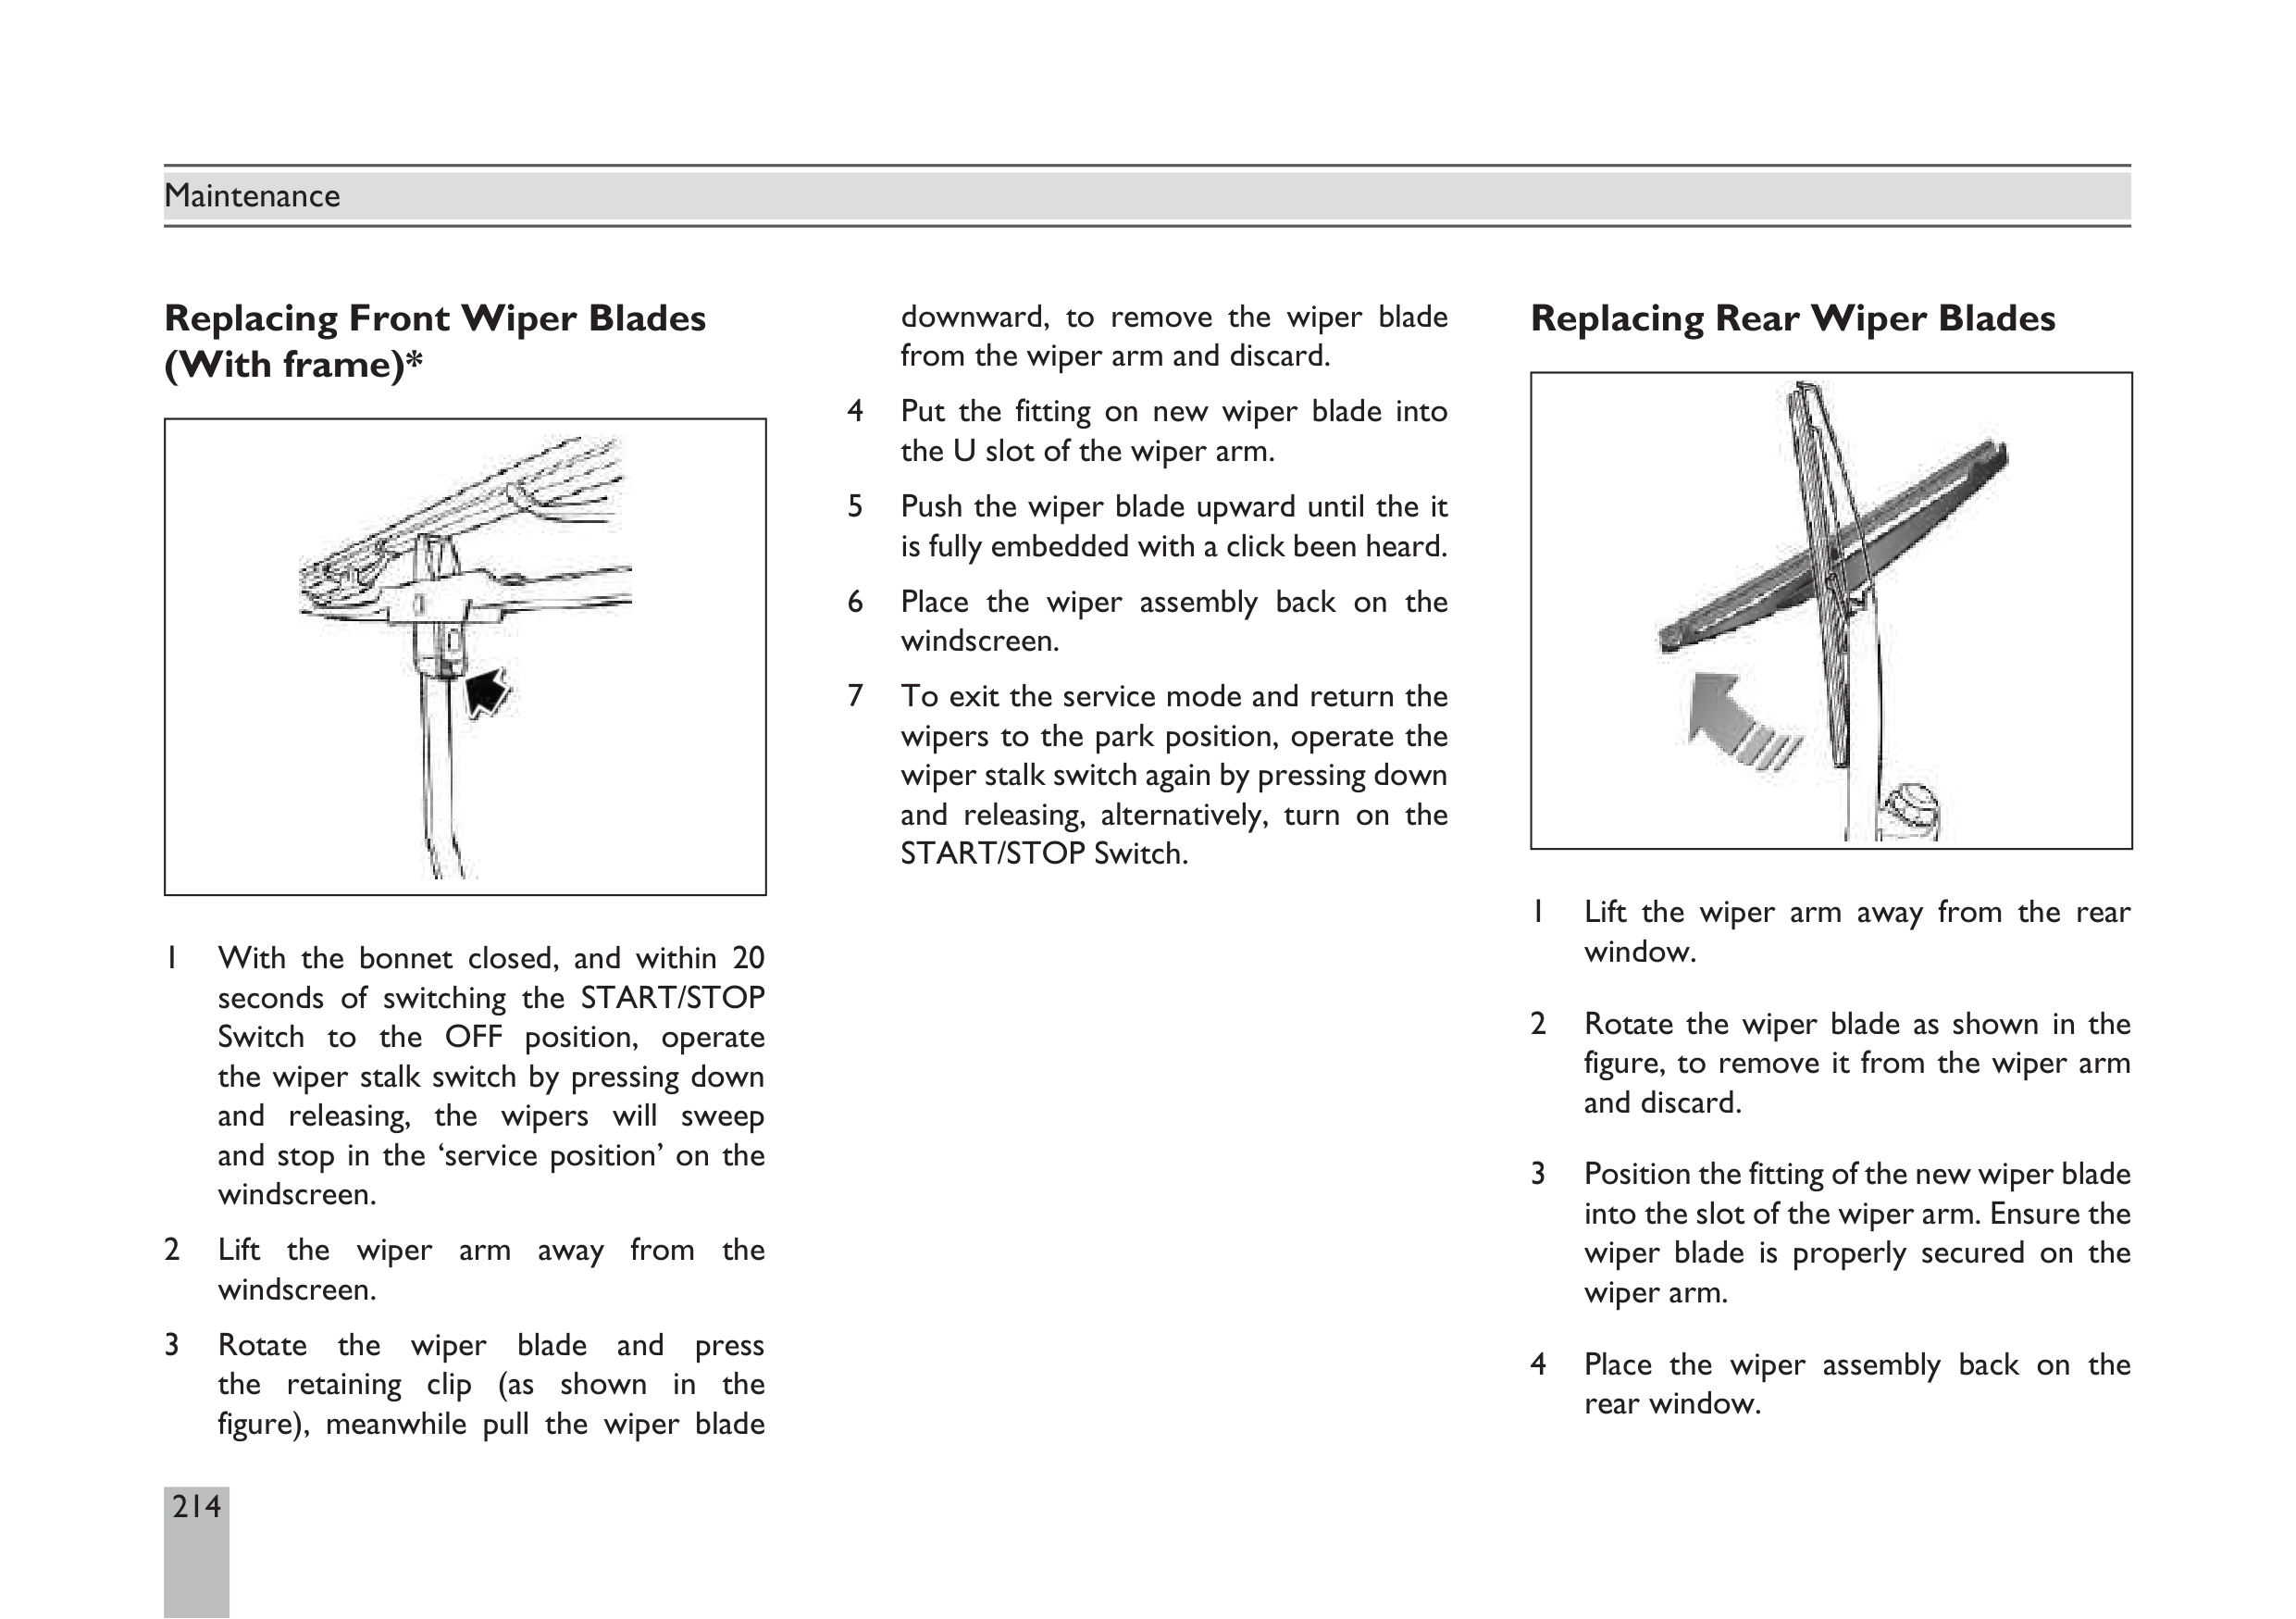 Maintenance
Replacing Front Wiper Blades
(With frame)*
1 With the bonnet closed, and within 20
seconds of switching the START/STOP
Switch to the OFF position, operate
the wiper stalk switch by pressing down
and releasing, the wipers will sweep
and stop in the ‘service position’ on the
windscreen.
2 Lift the wiper arm away from the
windscreen.
3 Rotate the wiper blade and press
the retaining clip (as shown in the
figure), meanwhile pull the wiper blade
downward, to remove the wiper blade
from the wiper arm and discard.
4 Put the fitting on new wiper blade into
the U slot of the wiper arm.
5 Push the wiper blade upward until the it
is fully embedded with a click been heard.
6 Place the wiper assembly back on the
windscreen.
7 To exit the service mode and return the
wipers to the park position, operate the
wiper stalk switch again by pressing down
and releasing, alternatively, turn on the
START/STOP Switch.
Replacing Rear Wiper Blades
1 Lift the wiper arm away from the rear
window.
2 Rotate the wiper blade as shown in the
figure, to remove it from the wiper arm
and discard.
3 Position the fitting of the new wiper blade
into the slot of the wiper arm. Ensure the
wiper blade is properly secured on the
wiper arm.
4 Place the wiper assembly back on the
rear window.
214